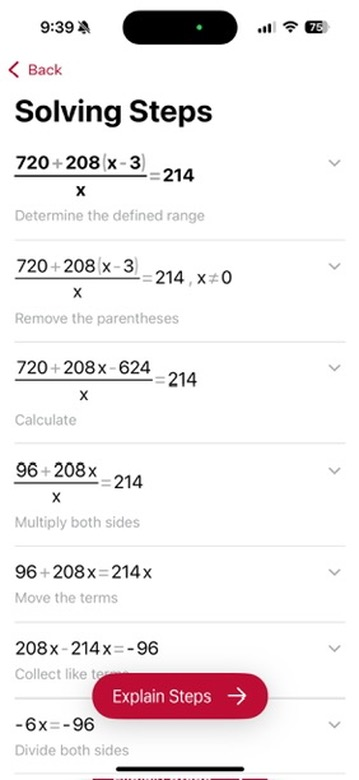 9:39
75
Back
Solving Steps
720+208(x-3)
x
=214
Determine the defined range
720+208(x-3)
x
=214 , x≠0
Remove the parentheses
720+208x-624
x
=214
Calculate
96+208x
x
=214
Multiply both sides
96+208x=214x
Move the terms
208x-214x=-96
Collect like terms
Explain Steps →
-6x=-96
Divide both sides